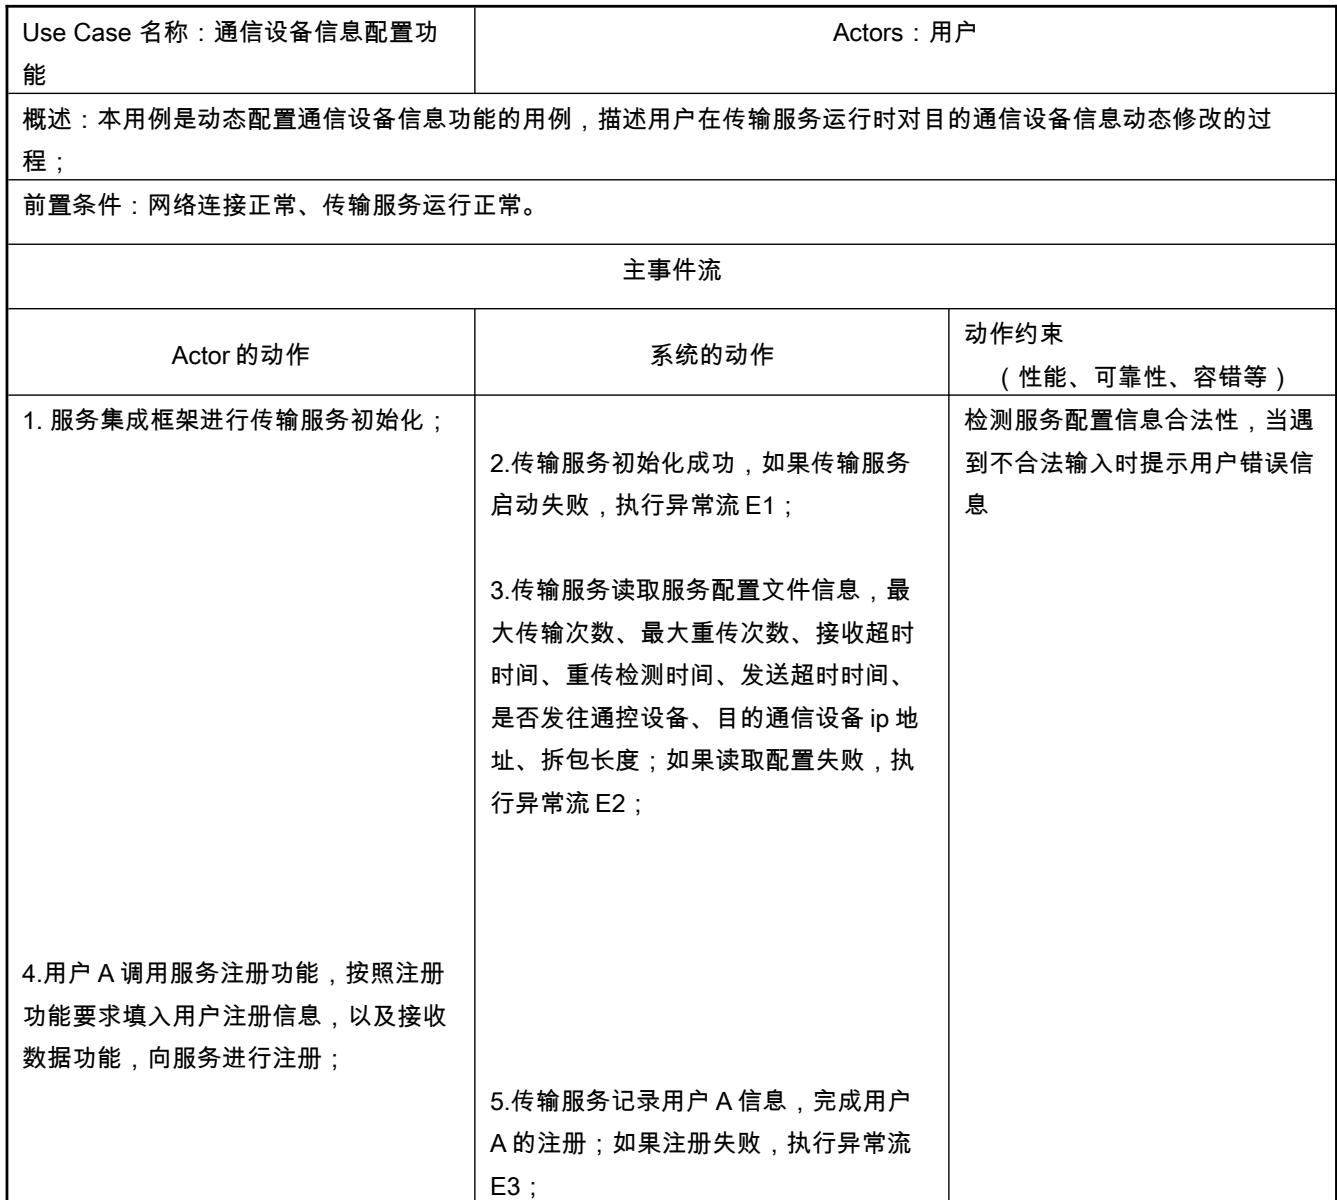 Use Case 名称：通信设备信息配置功
能
Actors：用户
概述：本用例是动态配置通信设备信息功能的用例，描述用户在传输服务运行时对目的通信设备信息动态修改的过
程；
前置条件：网络连接正常、传输服务运行正常。
主事件流
Actor 的动作
系统的动作
动作约束
（性能、可靠性、容错等）
1. 服务集成框架进行传输服务初始化；
2.传输服务初始化成功，如果传输服务
启动失败，执行异常流 E1；
3.传输服务读取服务配置文件信息，最
大传输次数、最大重传次数、接收超时
时间、重传检测时间、发送超时时间、
是否发往通控设备、目的通信设备 ip 地
址、拆包长度；如果读取配置失败，执
行异常流 E2；
4.用户 A 调用服务注册功能，按照注册
功能要求填入用户注册信息，以及接收
数据功能，向服务进行注册；
5.传输服务记录用户 A 信息，完成用户
A 的注册；如果注册失败，执行异常流
E3；
检测服务配置信息合法性，当遇
到不合法输入时提示用户错误信
息